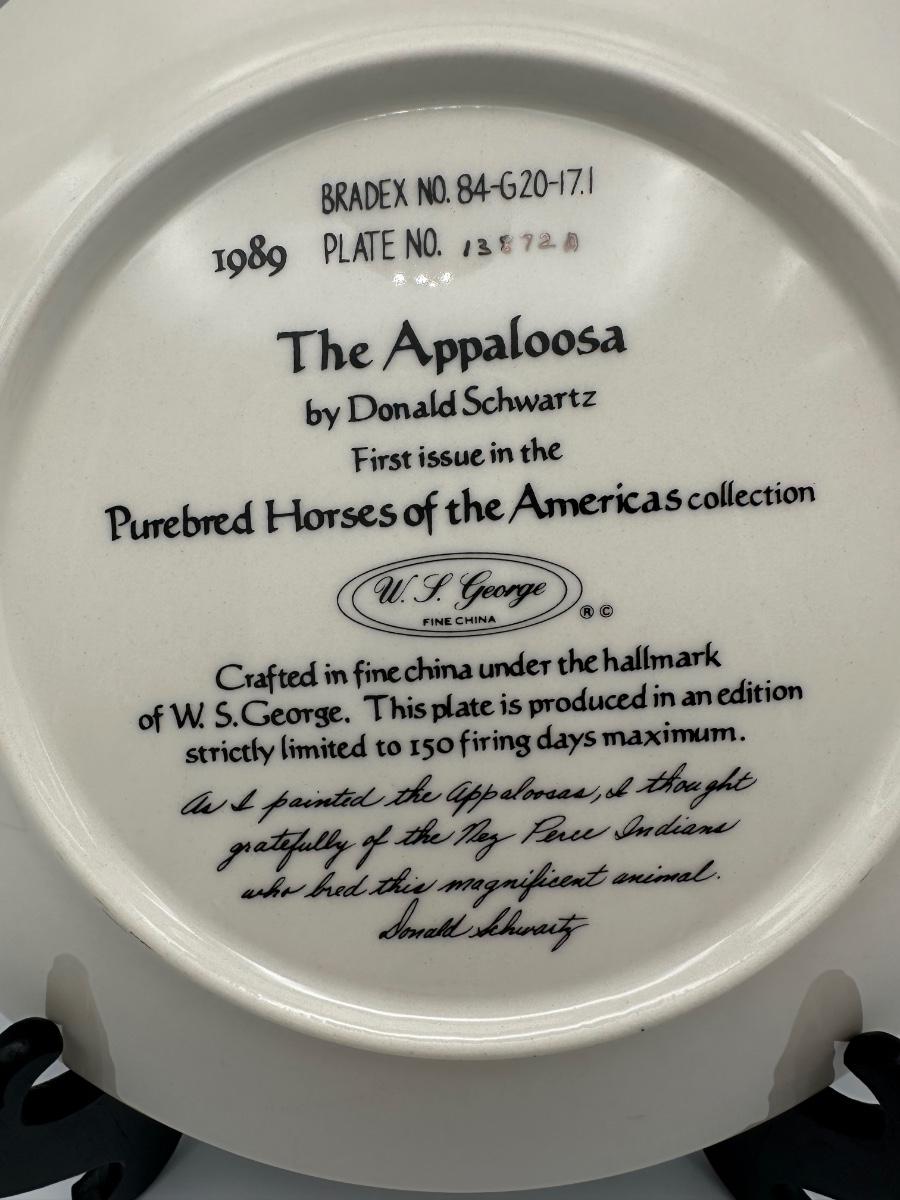 BRADEX NO. 84-G20-17.1
1989 PLATE NO. 13872A
The Appaloosa
by Donald Schwartz
First issue in the
Purebred Horses of the Americas collection
W. S. George
FINE CHINA
® ©
Crafted in fine china under the hallmark
of W. S. George. This plate is produced in an edition
strictly limited to 150 firing days maximum.
As I painted the Appaloosas, I thought
gratefully of the Nez Perce Indians
who bred this magnificent animal.
Donald Schwartz